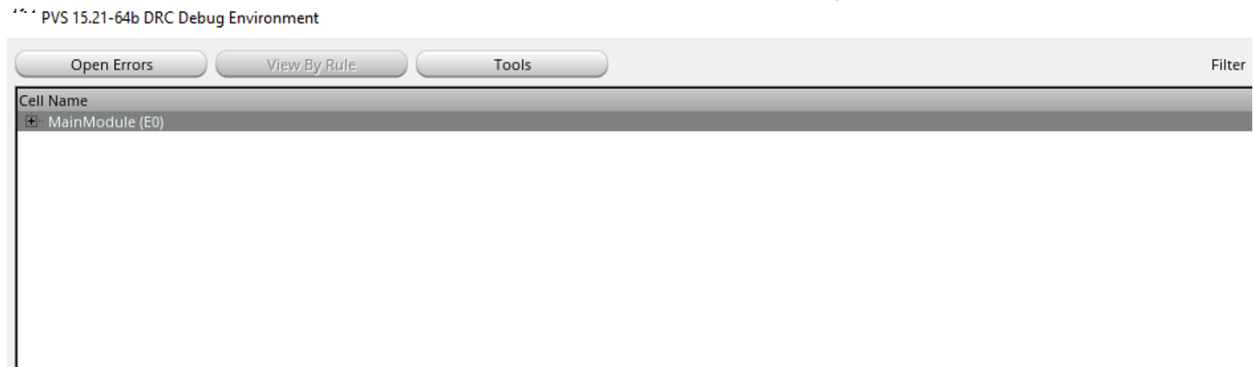 PVS 15.21-64b DRC Debug Environment
Open Errors View By Rule Tools Filter
Cell Name
MainModule (E0)